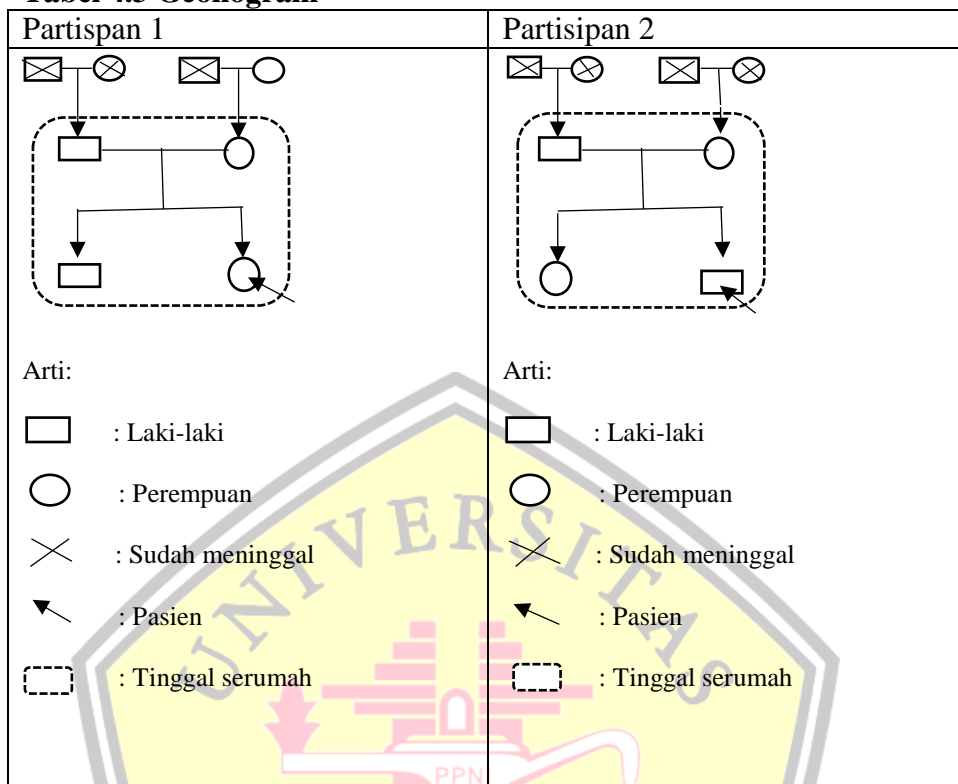 Tabel 4.3 Geonogram
Partispan 1
Partisipan 2
Arti:
: Laki-laki
: Perempuan
: Sudah meninggal
: Pasien
: Tinggal serumah
Arti:
: Laki-laki
: Perempuan
: Sudah meninggal
: Pasien
: Tinggal serumah
UNIVERSITAS
PPN